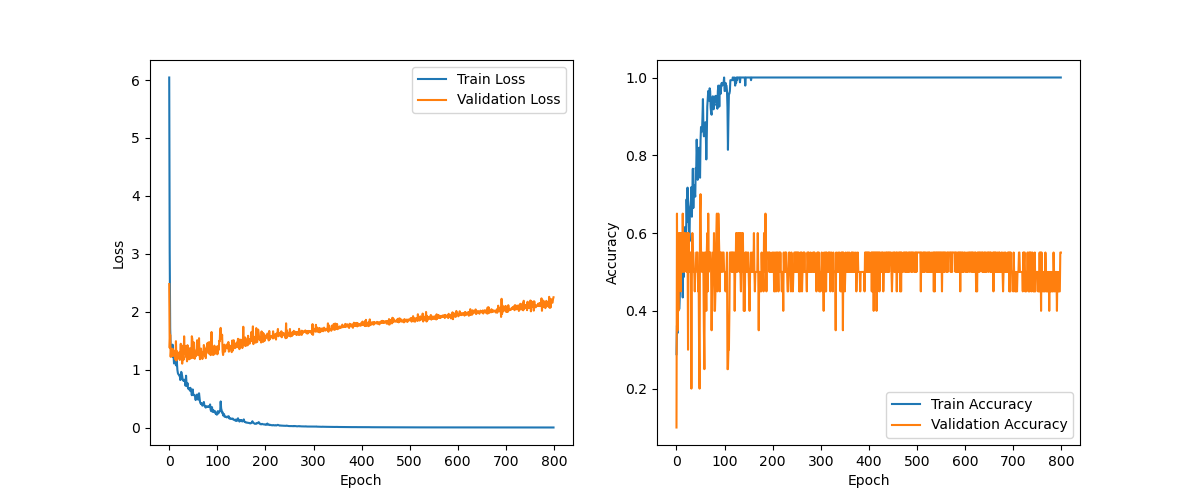 6
5
4
3
2
1
0
Loss
0 100 200 300 400 500 600 700 800
Epoch
Train Loss
Validation Loss
1.0
0.8
0.6
0.4
0.2
Accuracy
0 100 200 300 400 500 600 700 800
Epoch
Train Accuracy
Validation Accuracy